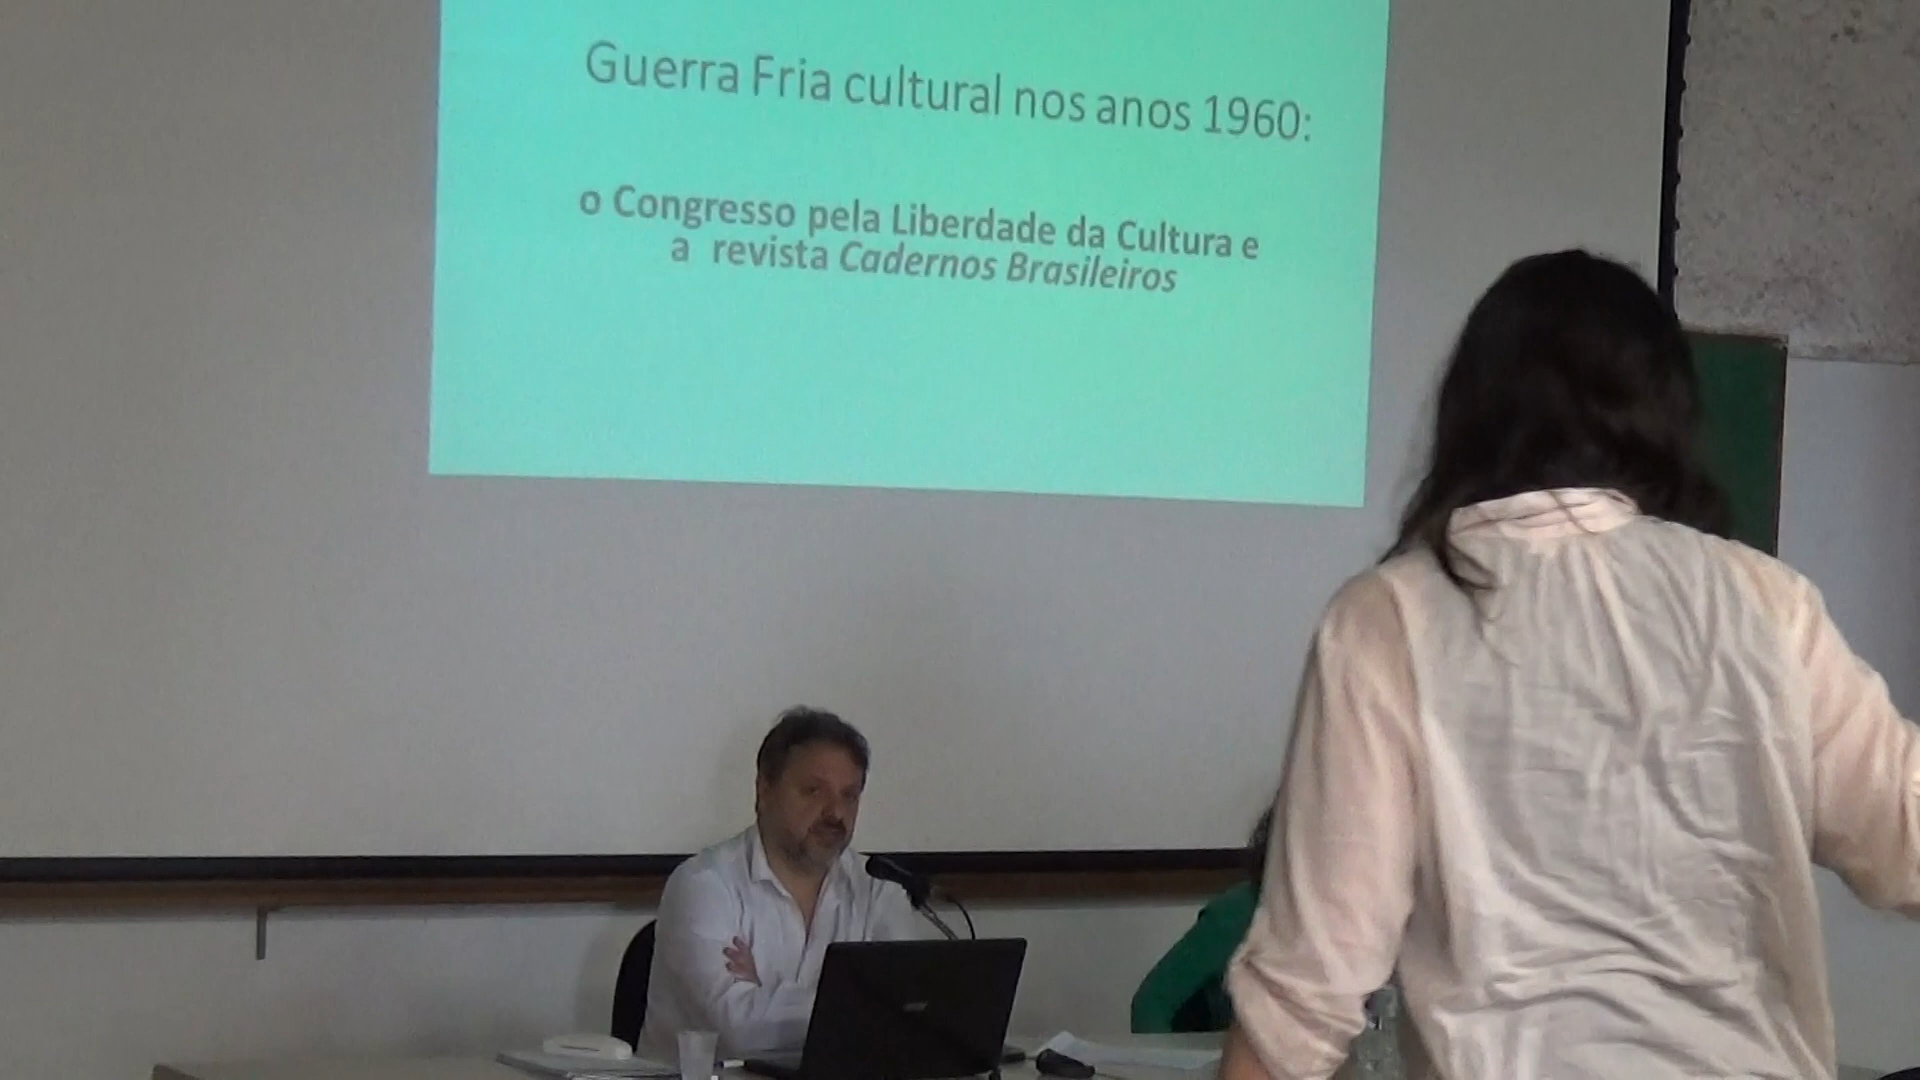 Guerra Fria cultural nos anos 1960:
o Congresso pela Liberdade da Cultura e
a revista Cadernos Brasileiros